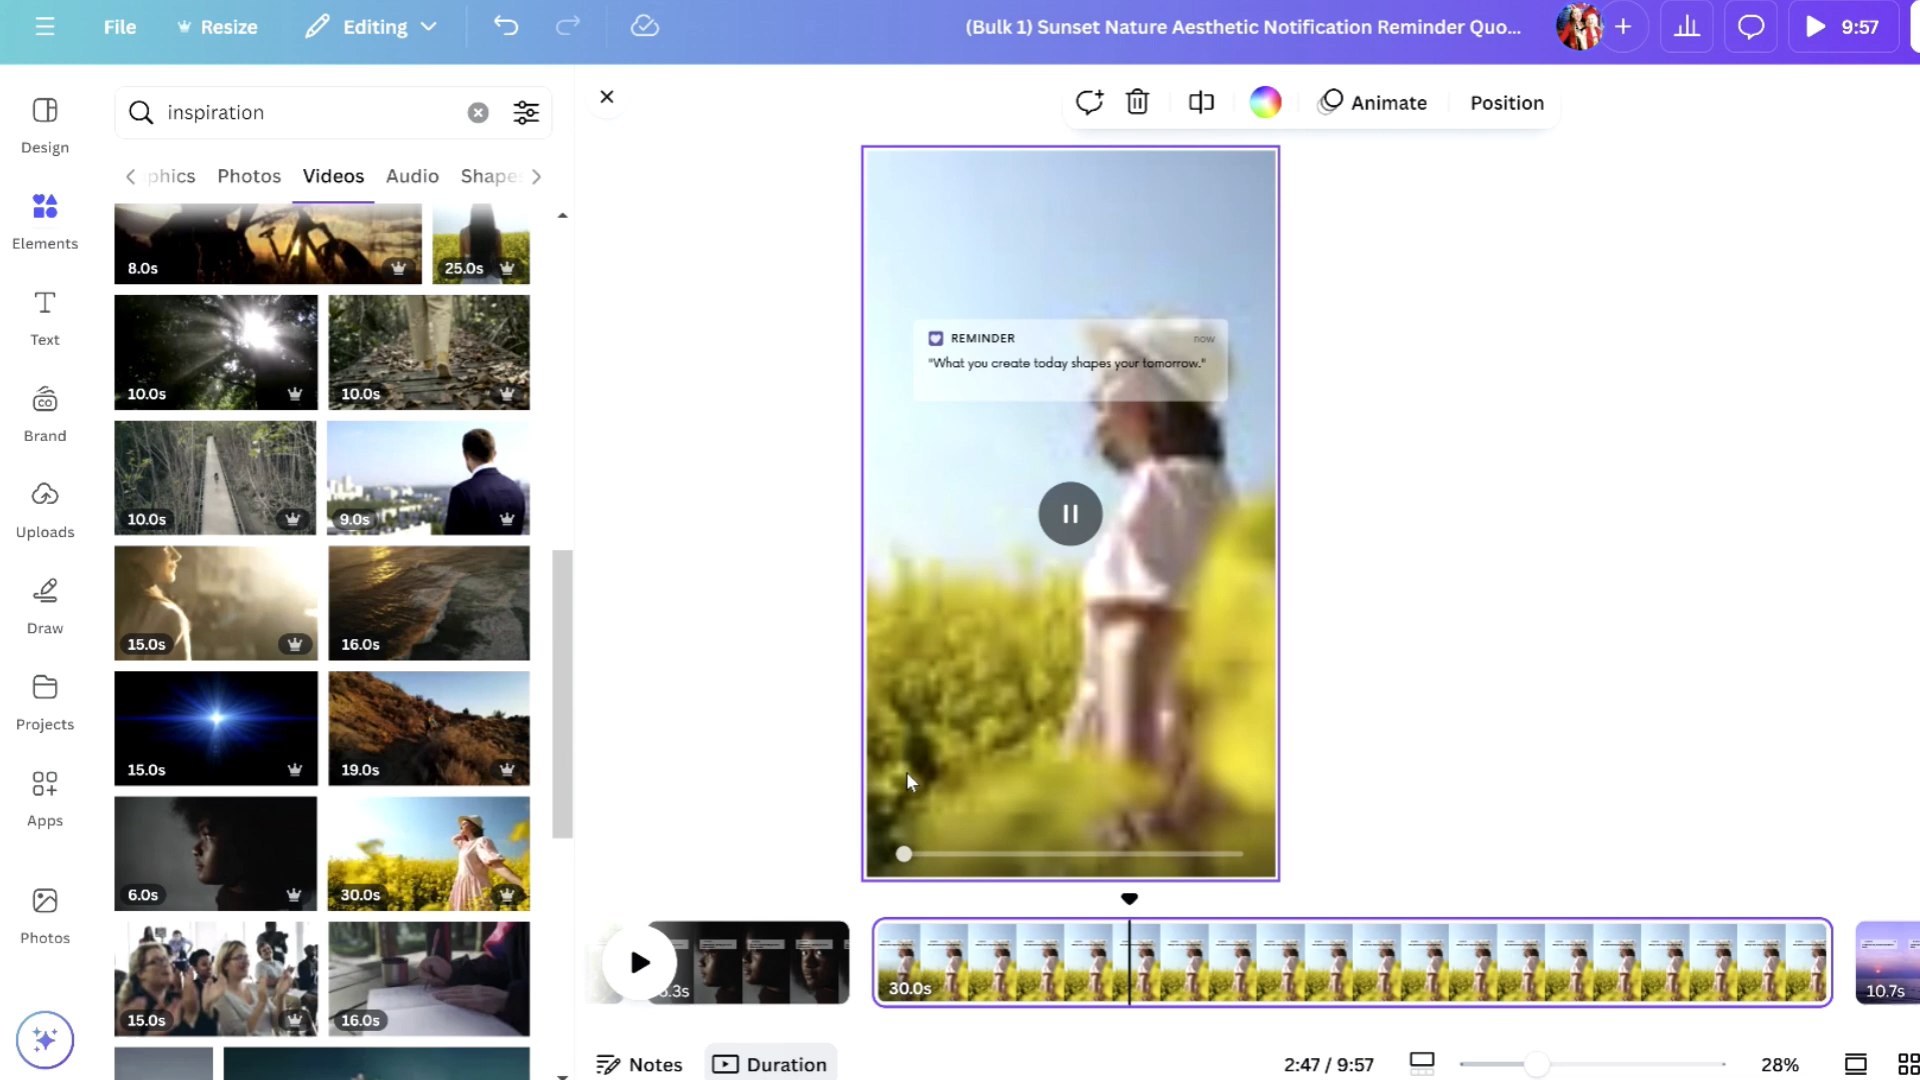 File
Resize
Editing
(Bulk 1) Sunset Nature Aesthetic Notification Reminder Quo...
9:57
Design
Elements
Text
Brand
Uploads
Draw
Projects
Apps
Photos
inspiration
phics
Photos
Videos
Audio
Shapes
8.0s
25.0s
10.0s
10.0s
10.0s
9.0s
15.0s
16.0s
15.0s
19.0s
6.0s
30.0s
15.0s
16.0s
Animate
Position
REMINDER
now
"What you create today shapes your tomorrow."
.3s
30.0s
10.7s
Notes
Duration
2:47 / 9:57
28%